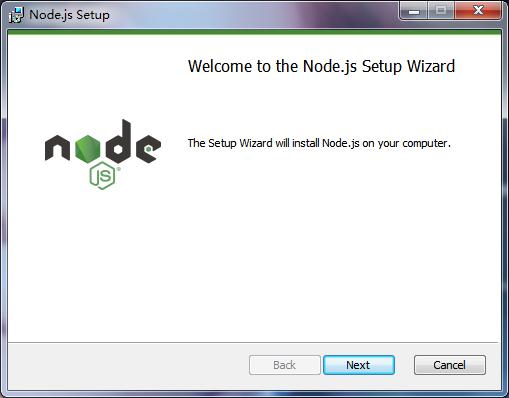 Node.js Setup
Welcome to the Node.js Setup Wizard
The Setup Wizard will install Node.js on your computer.
node
JS®
Back
Next
Cancel